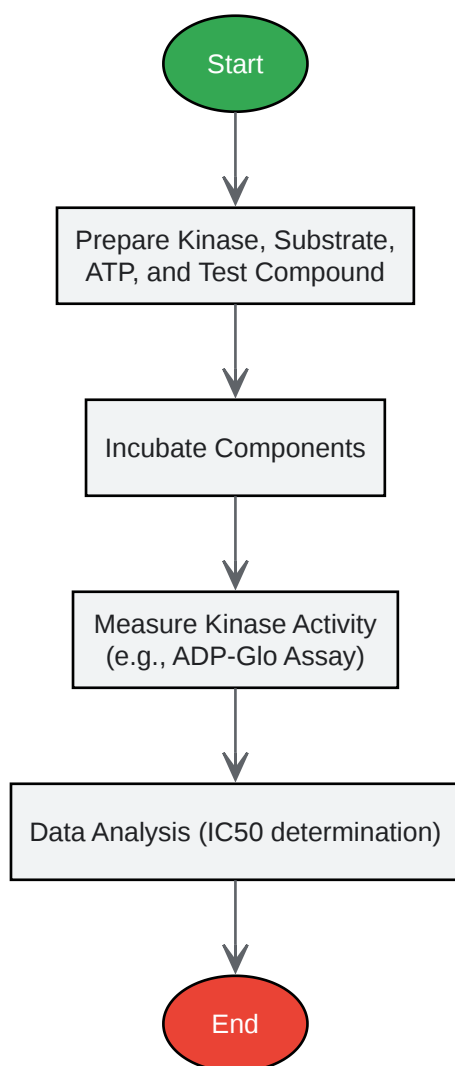 Start
Prepare Kinase, Substrate,
ATP, and Test Compound
Incubate Components
Measure Kinase Activity
(e.g., ADP-Glo Assay)
Data Analysis (IC50 determination)
End